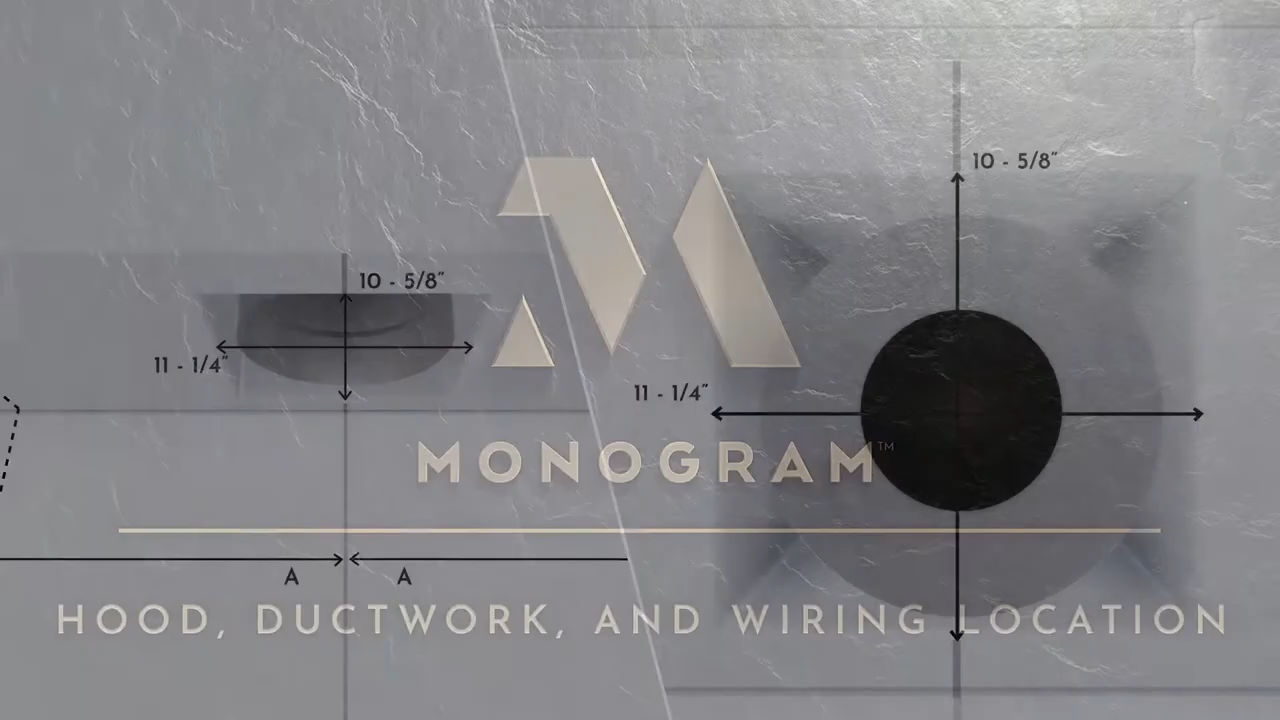 10 - 5/8"
10 - 5/8"
11 - 1/4"
11 - 1/4"
MONOGRAM™
A
A
HOOD, DUCTWORK, AND WIRING LOCATION